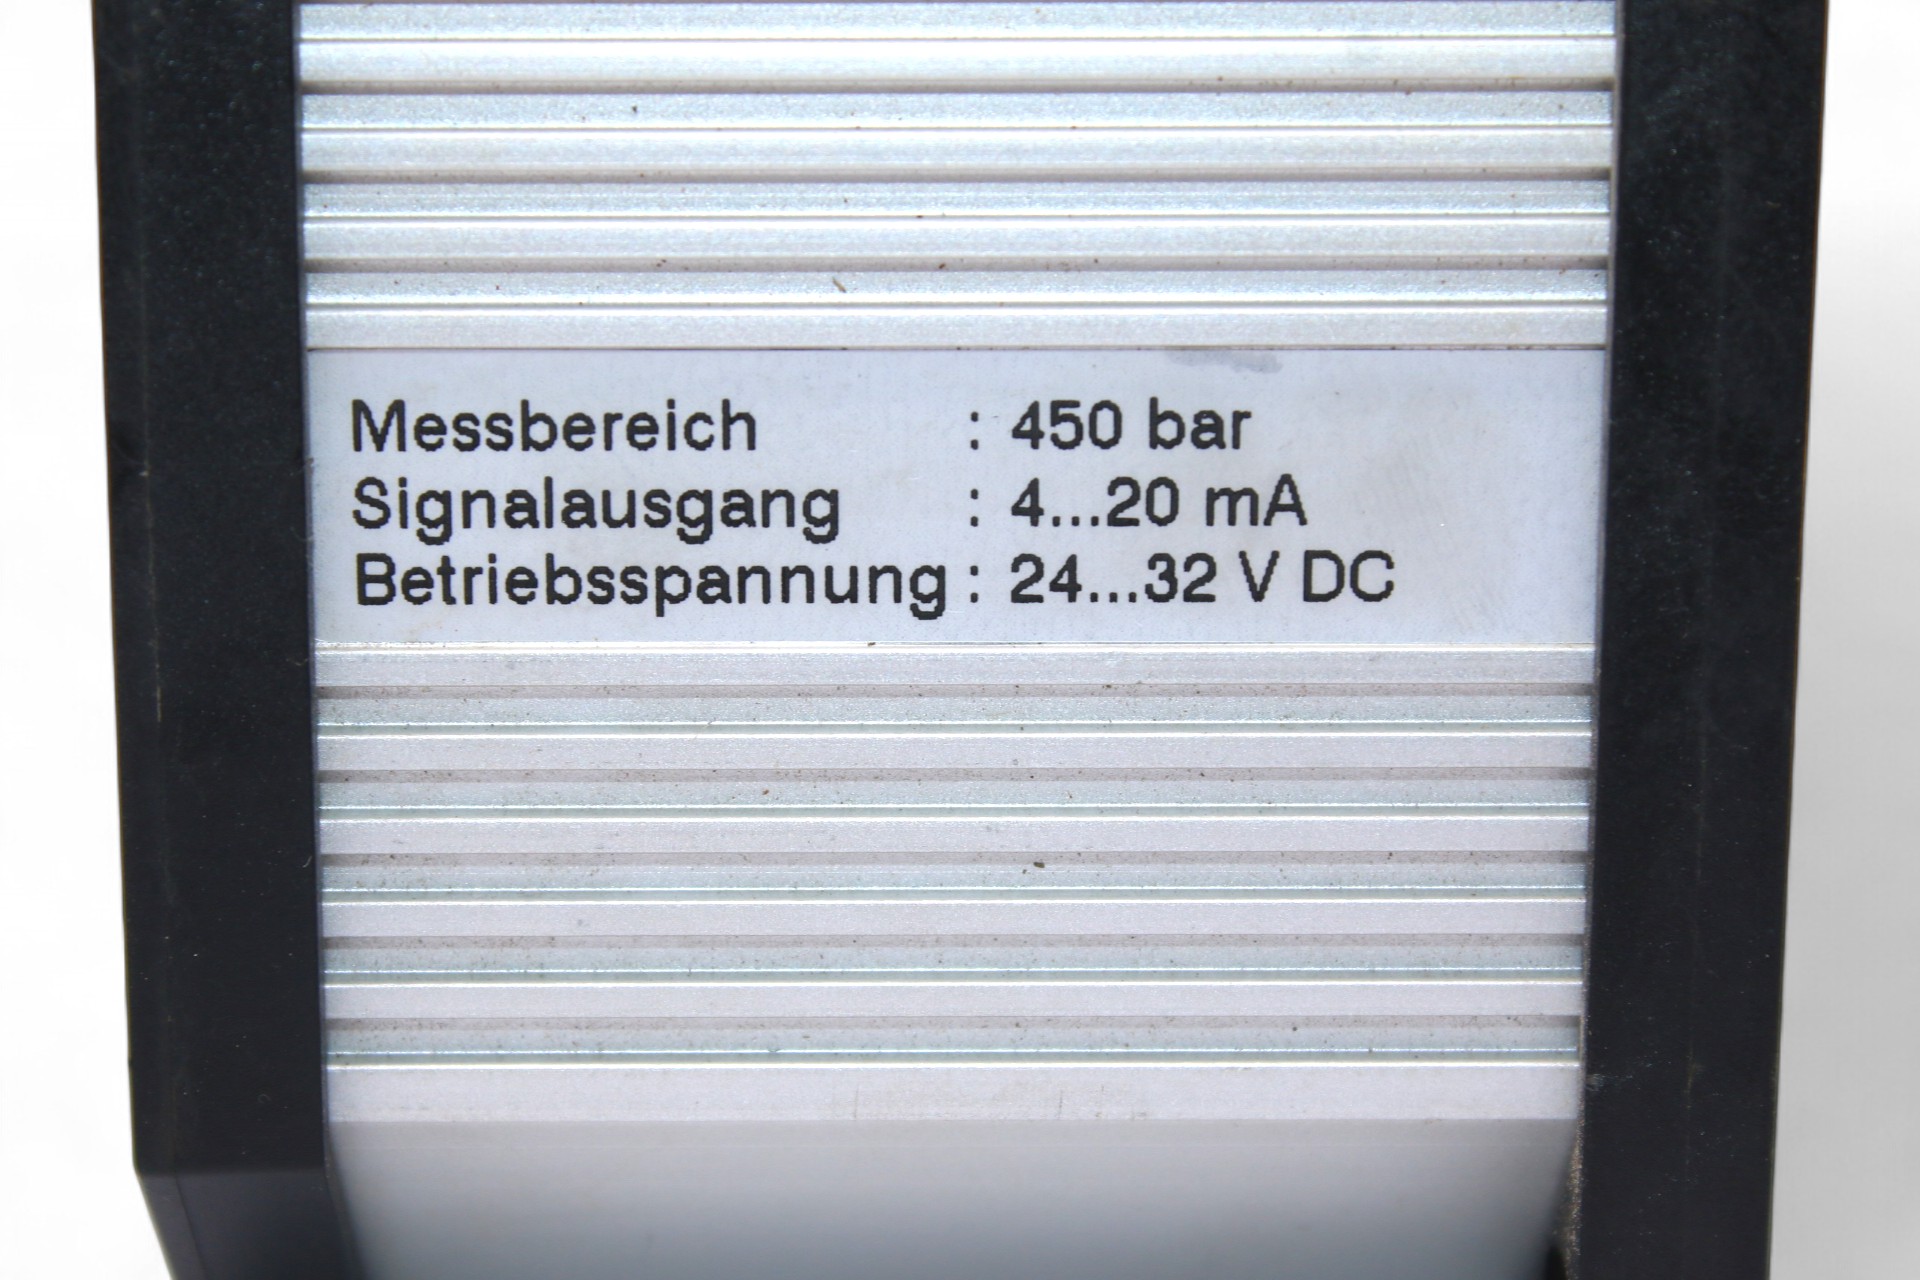 Messbereich : 450 bar
Signalausgang : 4...20 mA
Betriebsspannung : 24...32 V DC